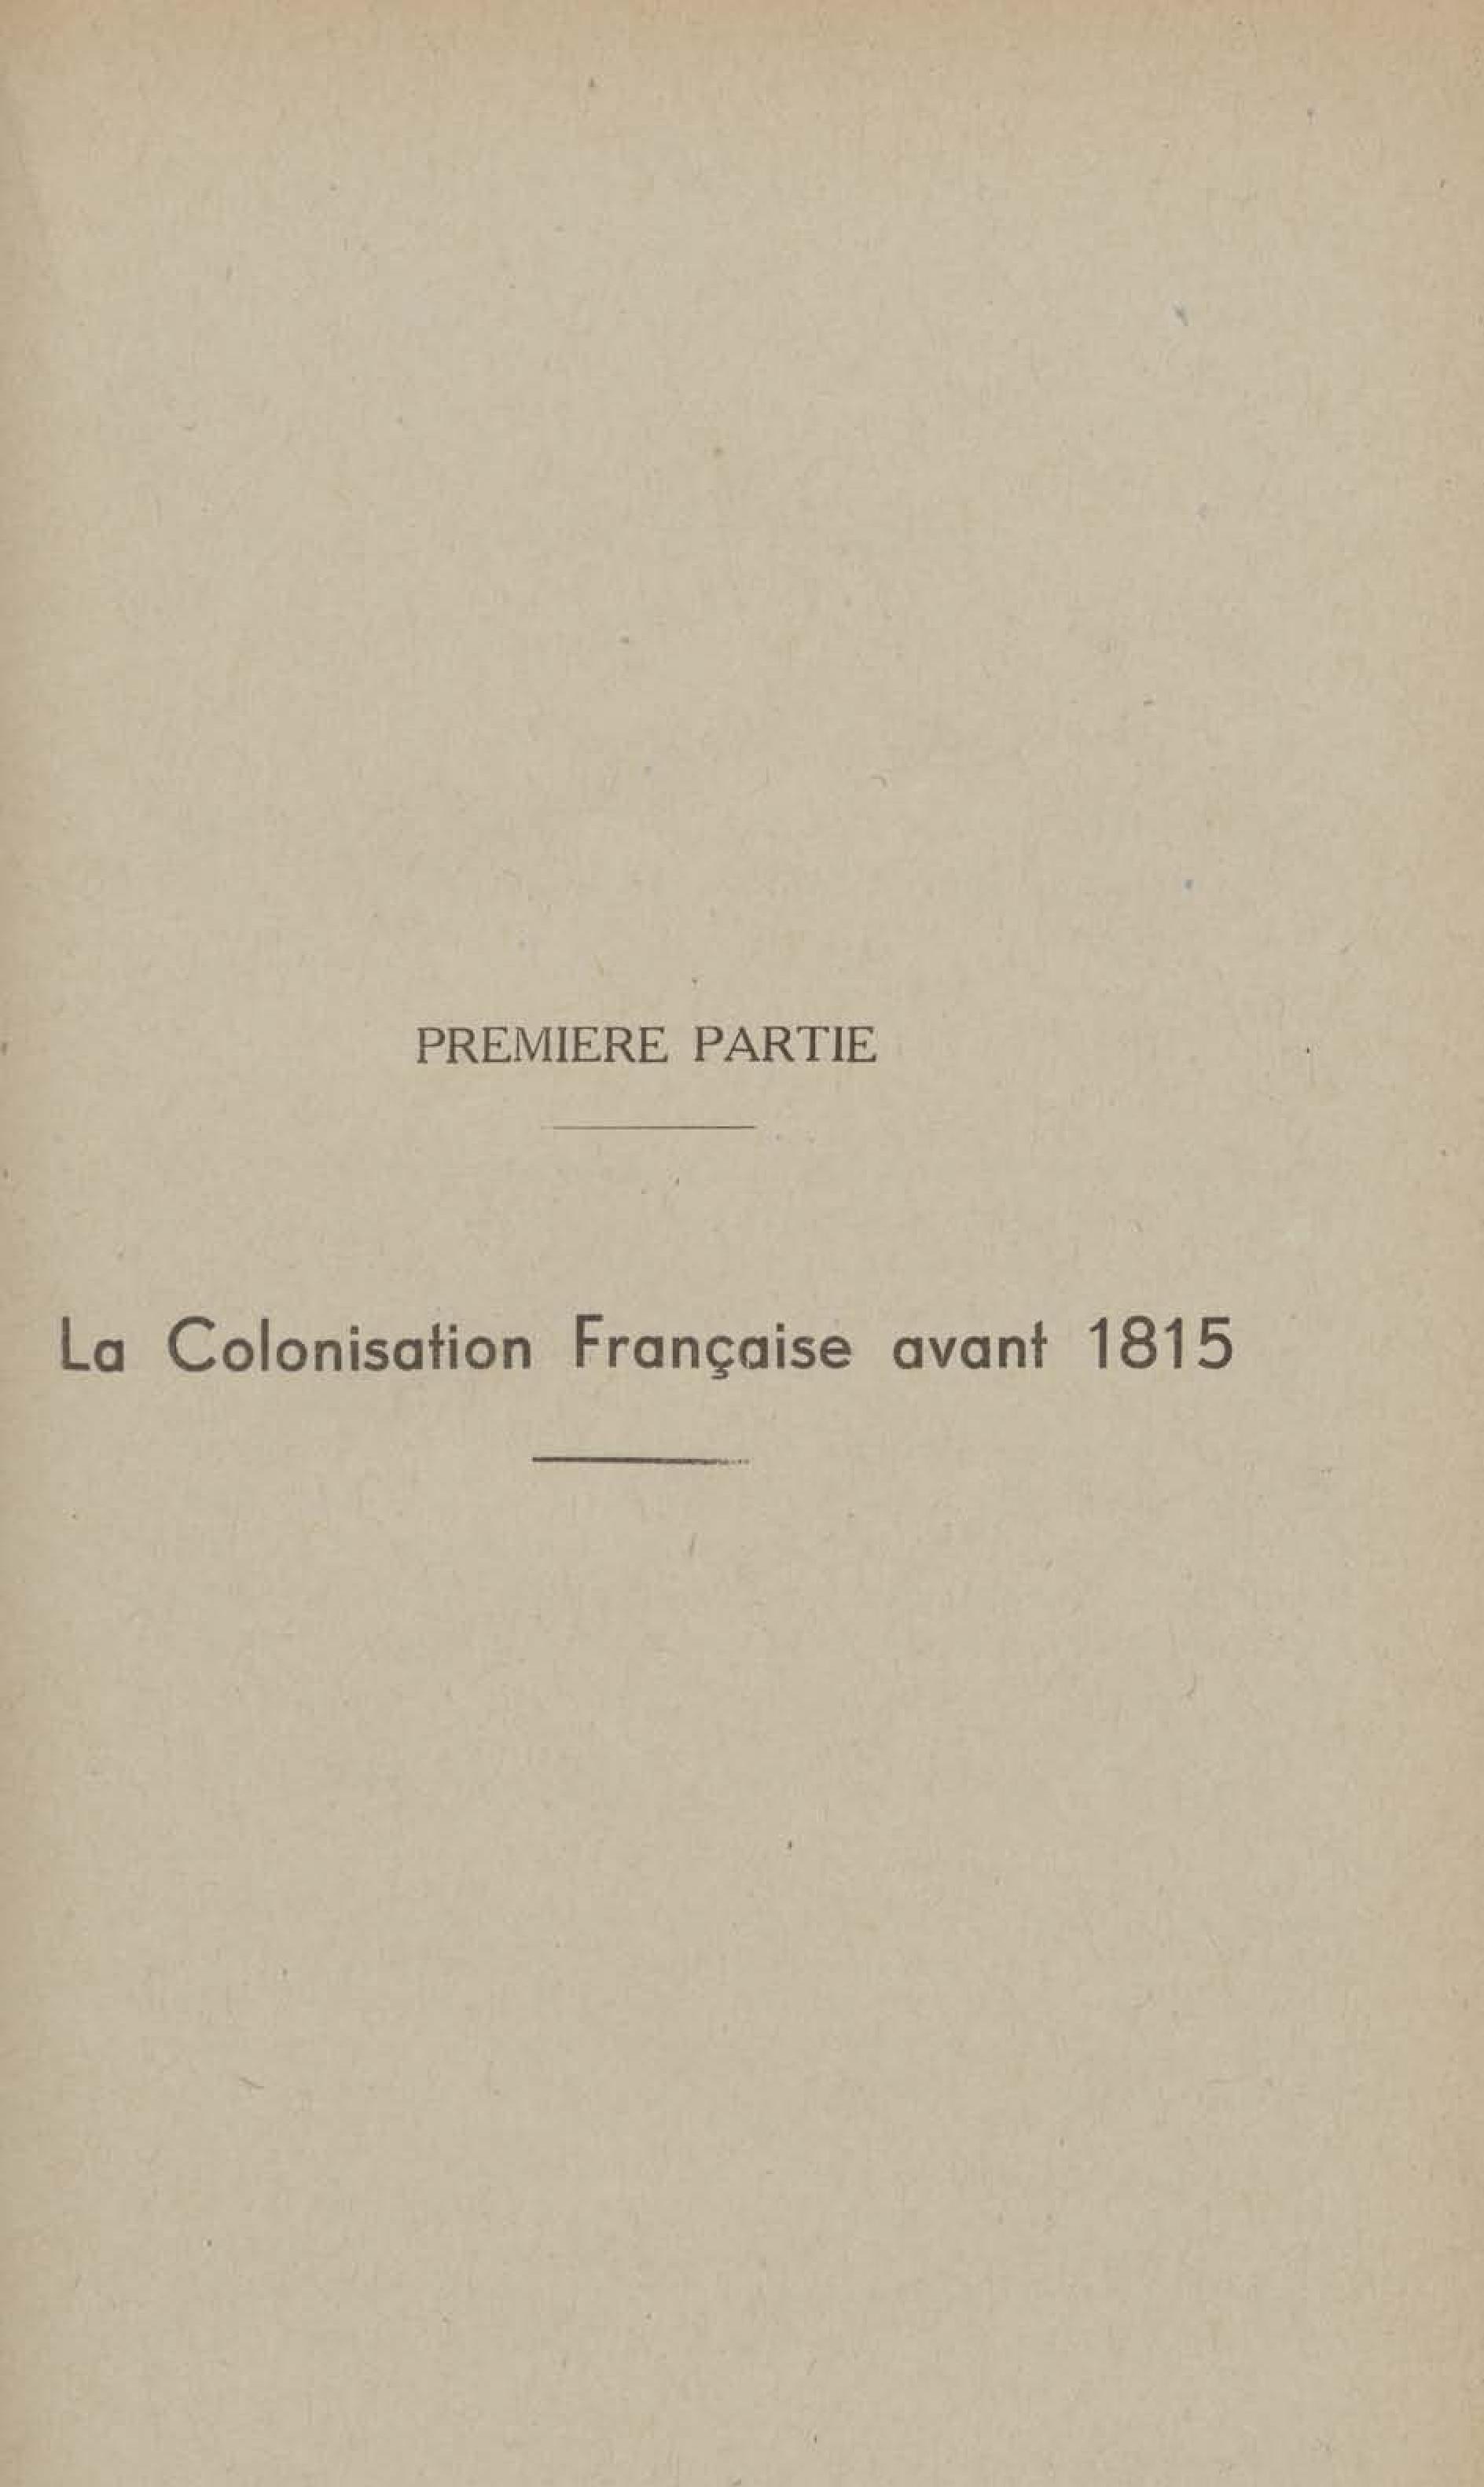 PREMIERE PARTIE
La Colonisation Française avant 1815